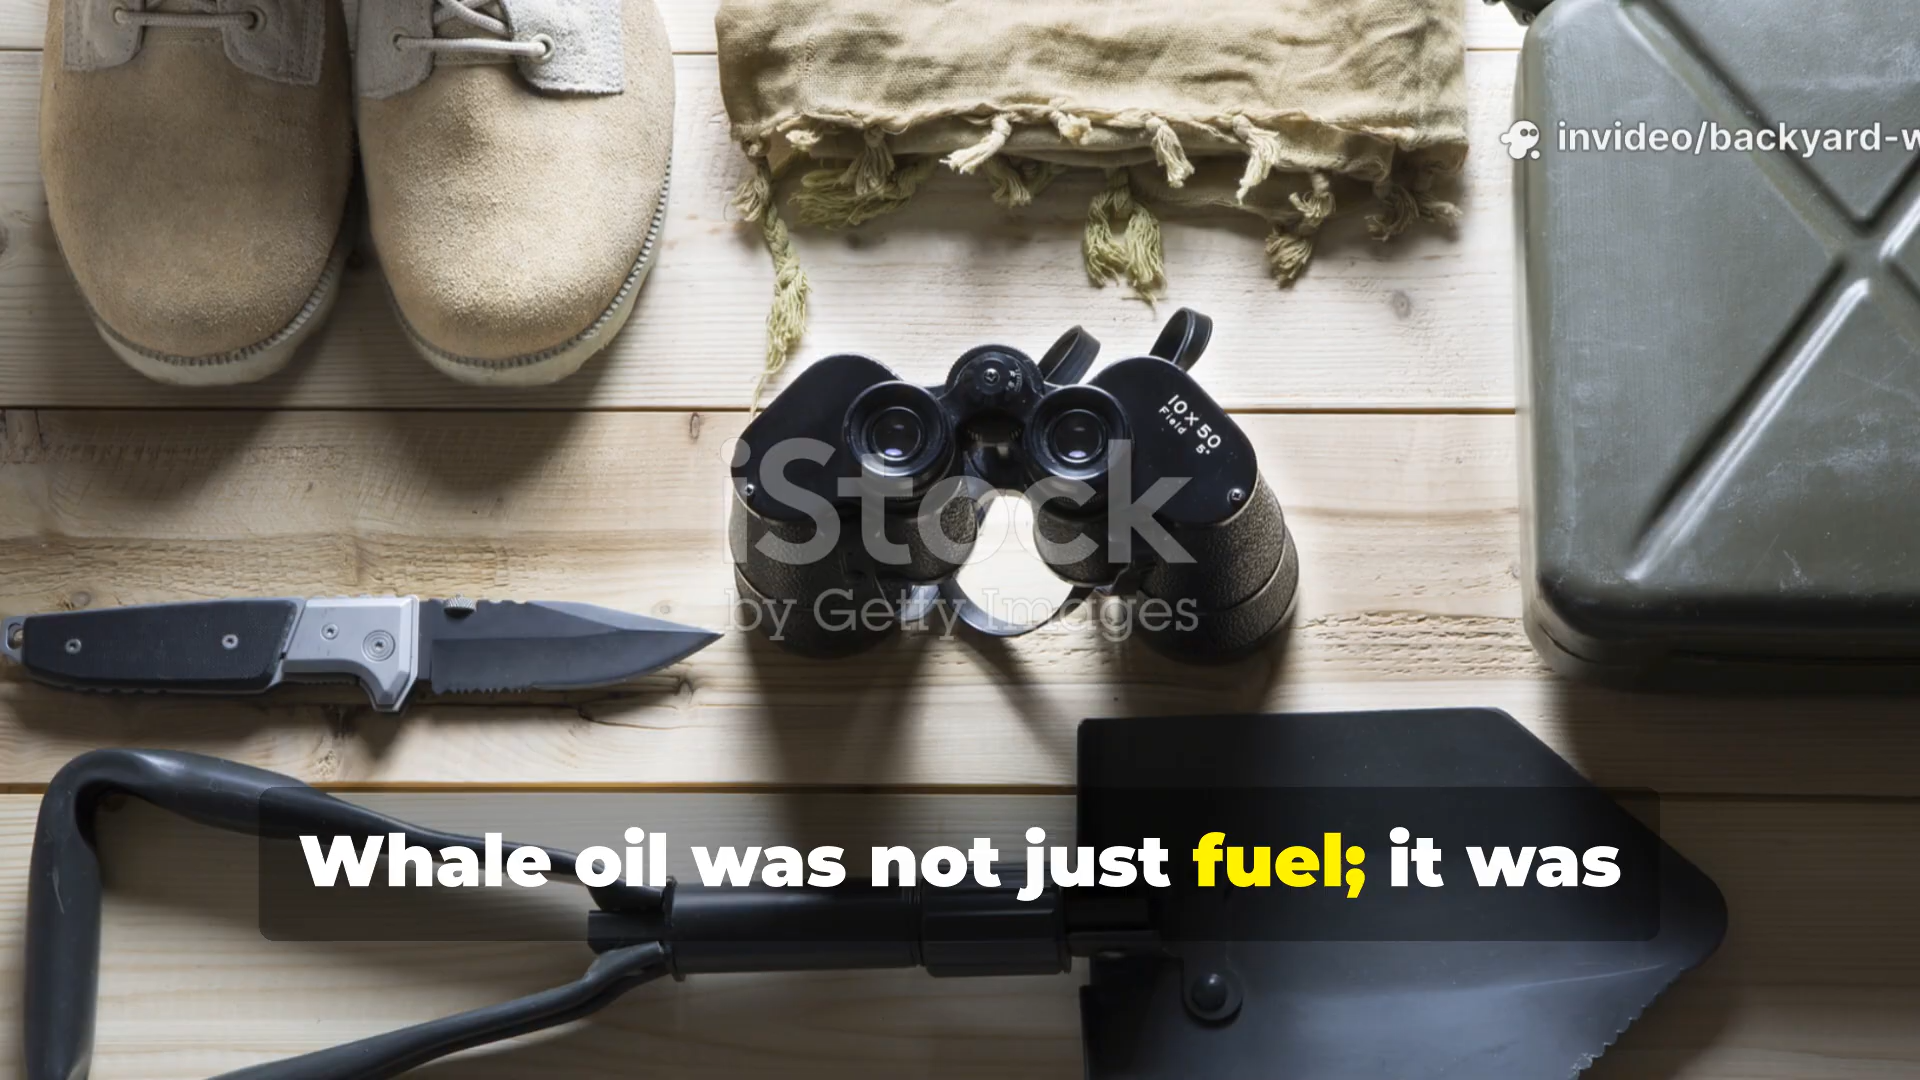 invideo/backyard-w
10×50
Field 5°
iStock
by Getty Images
Whale oil was not just fuel; it was